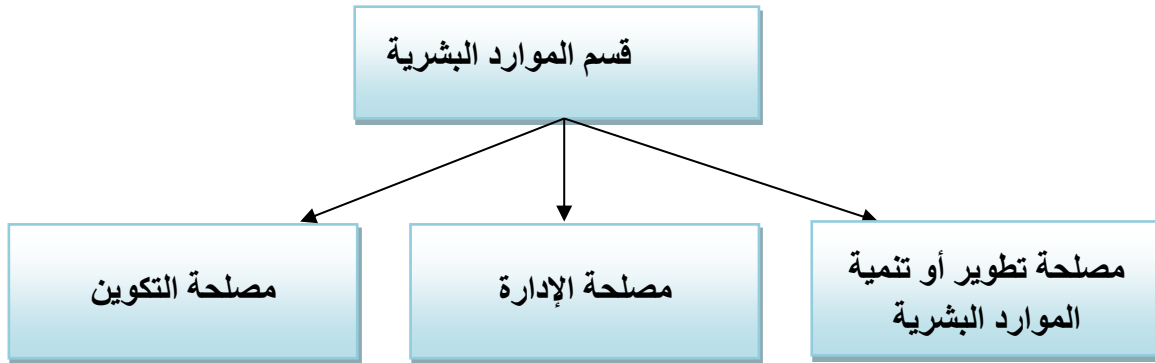 قسم الموارد البشرية
مصلحة تطوير أو تنمية
الموارد البشرية
مصلحة الإدارة
مصلحة التكوين